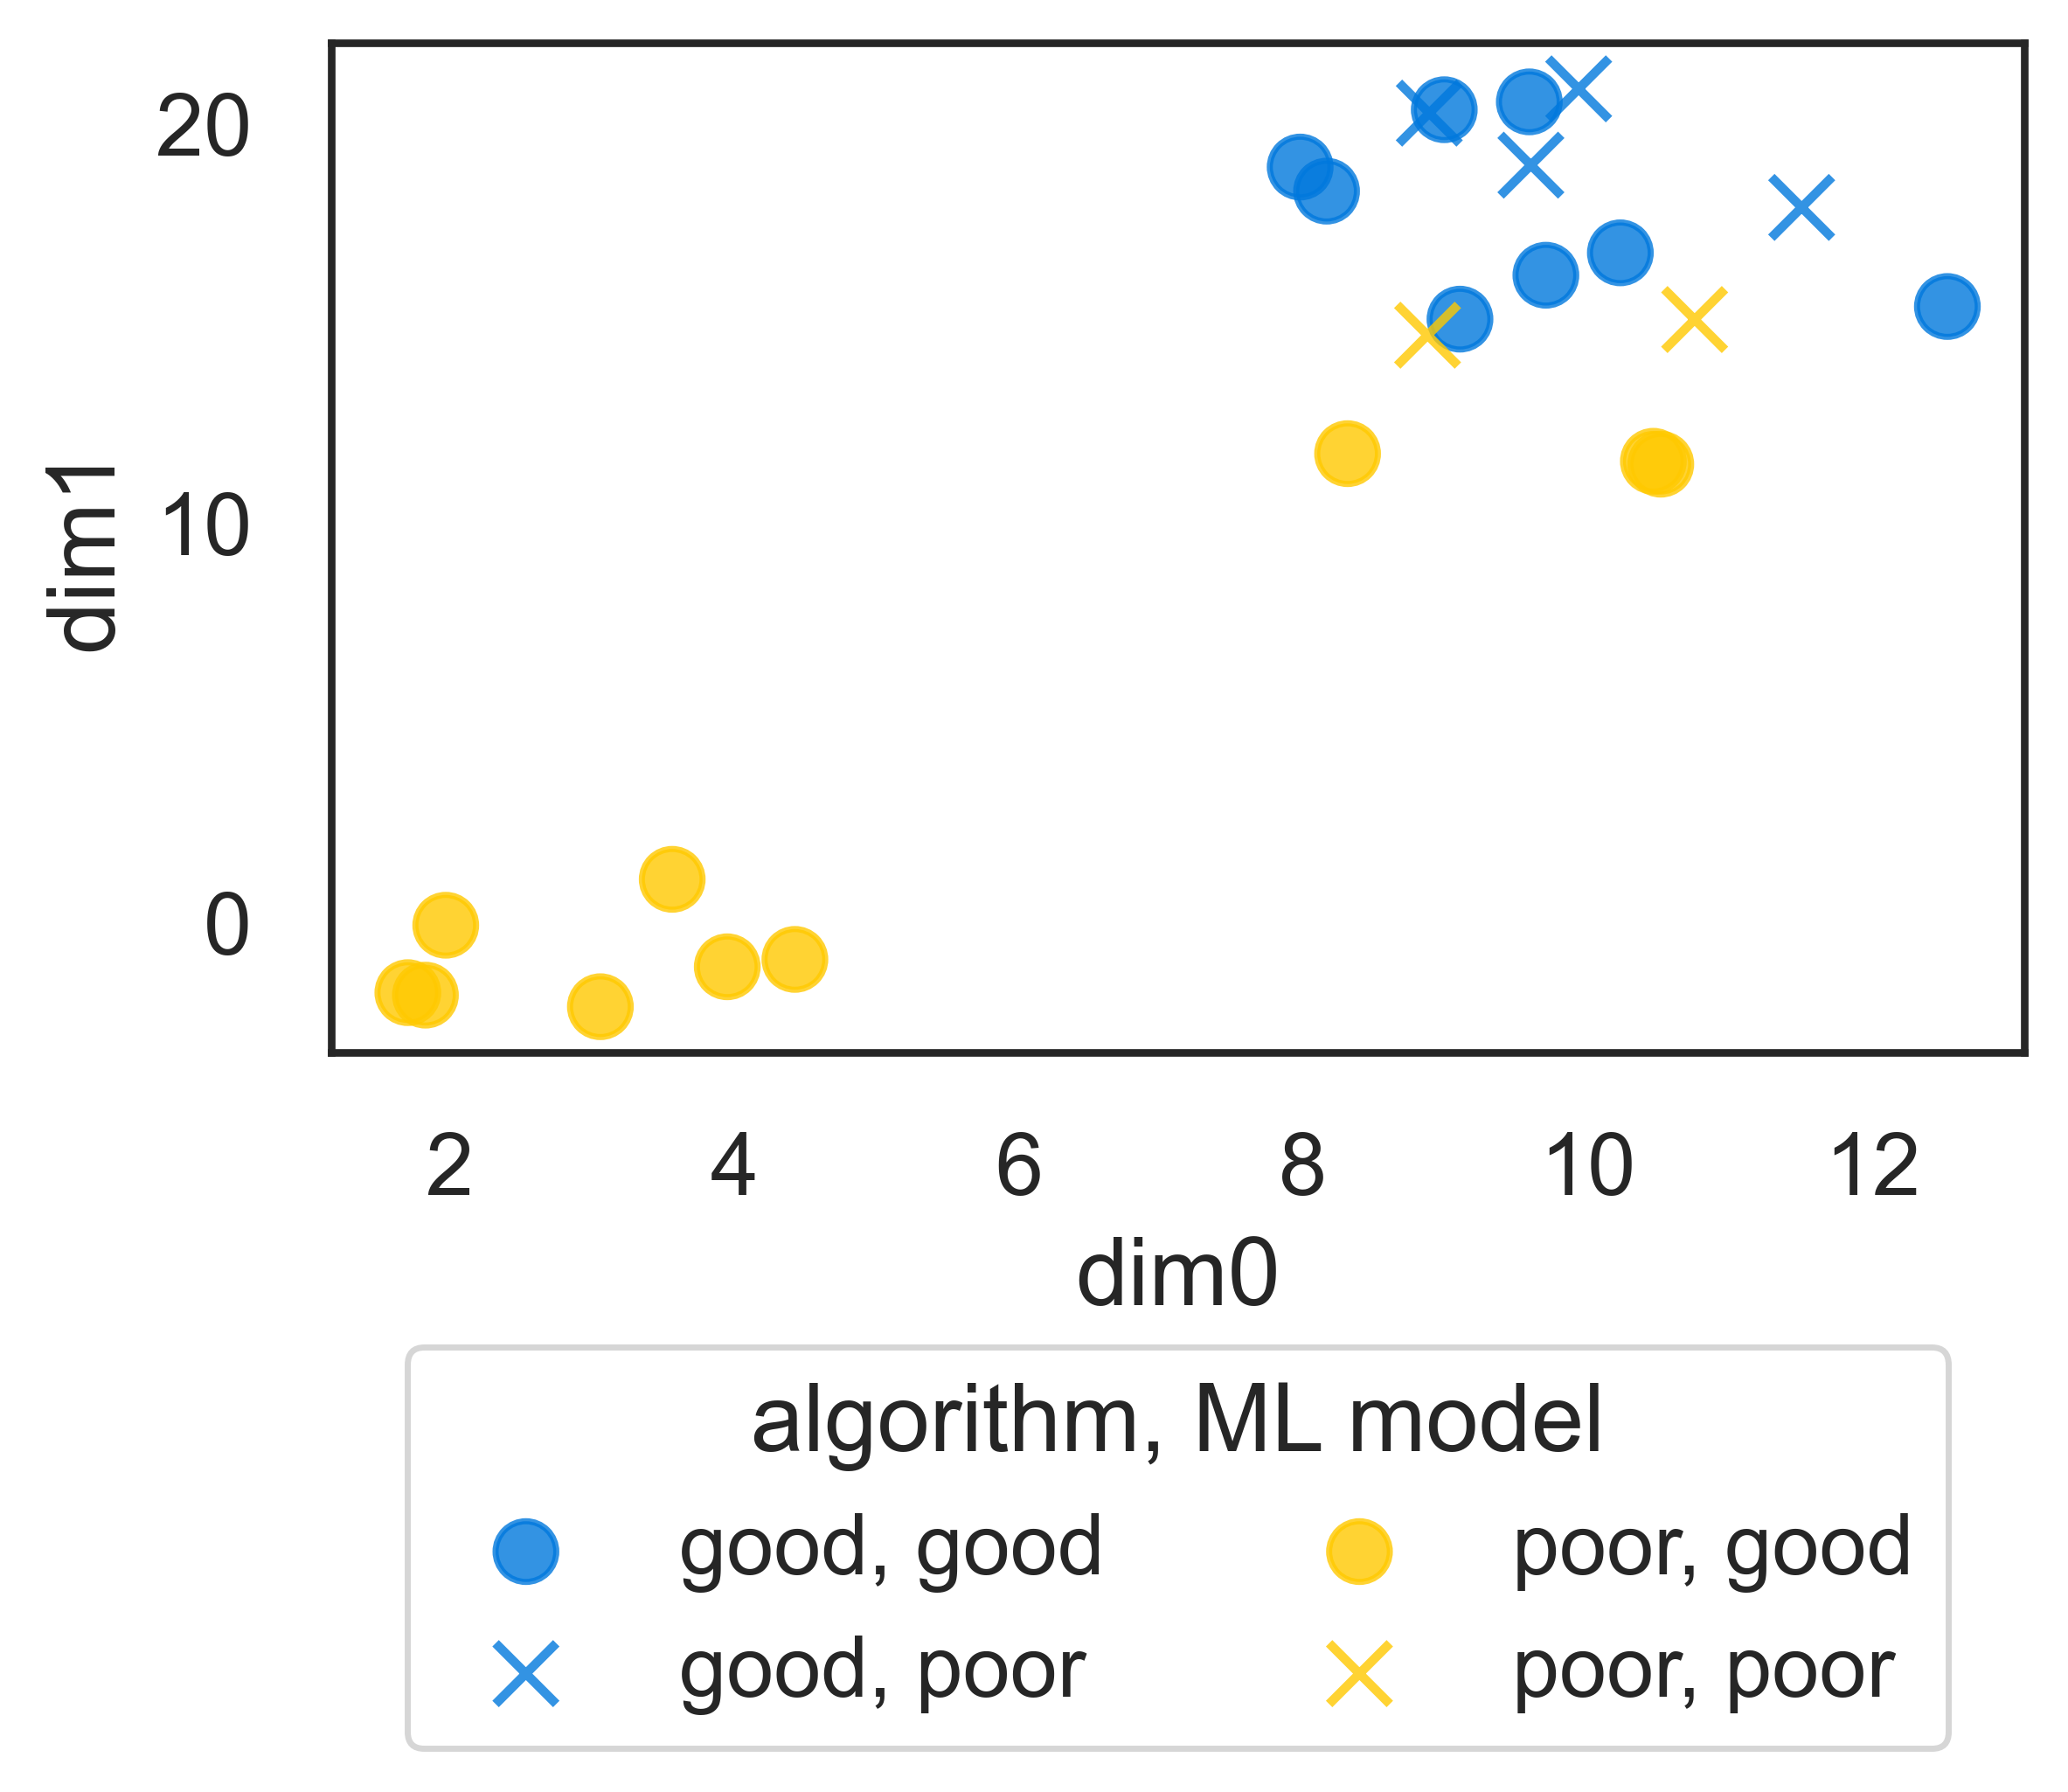 20
10
0
dim1
2 4 6 8 10 12
dim0
algorithm, ML model
good, good
poor, good
good, poor
poor, poor